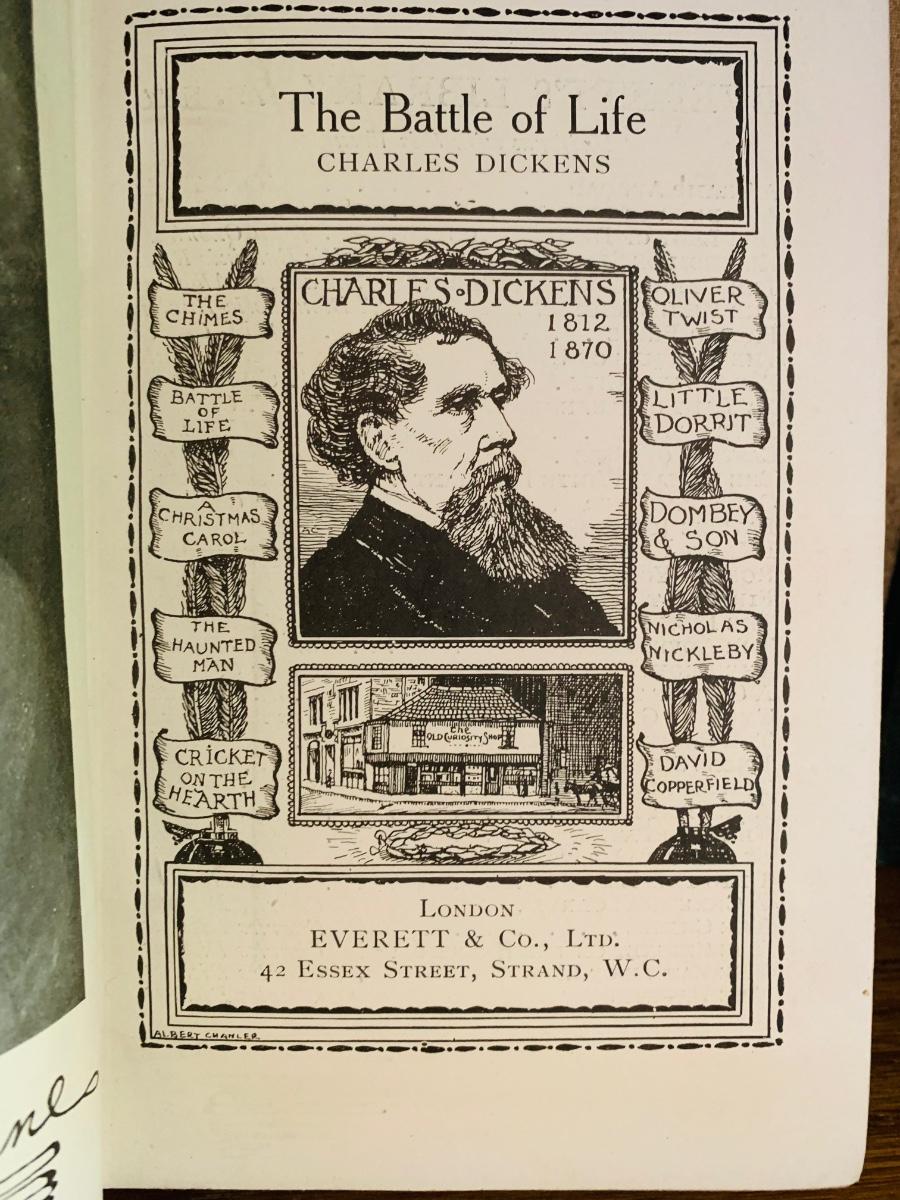 The Battle of Life
CHARLES DICKENS
CHARLES·DICKENS
1812
1870
THE
CHIMES
BATTLE
OF
LIFE
A
CHRISTMAS
CAROL
THE
HAUNTED
MAN
CRICKET
ON THE
HEARTH
OLIVER
TWIST
LITTLE
DORRIT
DOMBEY
& SON
NICHOLAS
NICKLEBY
DAVID
COPPERFIELD
The
OLD CURIOSITY SHOP
LONDON
EVERETT & Co., LTD.
42 ESSEX STREET, STRAND, W.C.
ALBERT CHANLER.